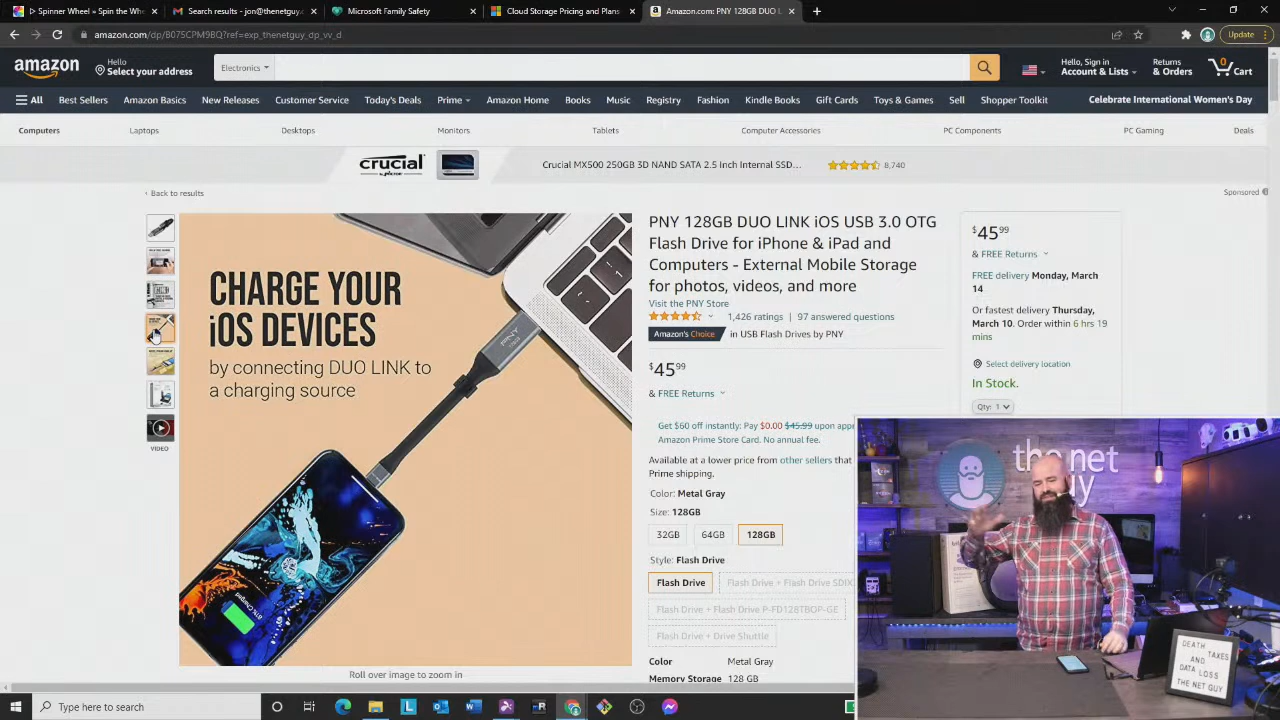 Spinner Wheel » Spin the Wh
Search results - jon@thenetguy.c
Microsoft Family Safety
Cloud Storage Pricing and Plans
Amazon.com: PNY 128GB DUO L
amazon.com/dp/B075CPM98Q?ref=exp_thenetguy_dp_vv_d
Update
amazon
Hello
Select your address
Electronics
Hello, Sign in
Account & Lists
Returns
& Orders
0
Cart
All
Best Sellers
Amazon Basics
New Releases
Customer Service
Today's Deals
Prime
Amazon Home
Books
Music
Registry
Fashion
Kindle Books
Gift Cards
Toys & Games
Sell
Shopper Toolkit
Celebrate International Women's Day
Computers
Laptops
Desktops
Monitors
Tablets
Computer Accessories
PC Components
PC Gaming
Deals
crucial
Crucial MX500 250GB 3D NAND SATA 2.5 Inch Internal SSD...
8,740
‹ Back to results
Sponsored
CHARGE YOUR
iOS DEVICES
by connecting DUO LINK to
a charging source
PNY
VIDEO
Roll over image to zoom in
PNY 128GB DUO LINK iOS USB 3.0 OTG
Flash Drive for iPhone & iPad and
Computers - External Mobile Storage
for photos, videos, and more
Visit the PNY Store
1,426 ratings | 97 answered questions
Amazon's Choice in USB Flash Drives by PNY
$45⁹⁹
& FREE Returns
Get $60 off instantly: Pay $0.00 $45.99 upon appr
Amazon Prime Store Card. No annual fee.
Available at a lower price from other sellers that
Prime shipping.
Color: Metal Gray
Size: 128GB
32GB
64GB
128GB
Style: Flash Drive
Flash Drive
Flash Drive + Flash Drive SDIX
Flash Drive + Flash Drive P-FD128TBOP-GE
Flash Drive + Drive Shuttle
Color Metal Gray
Memory Storage 128 GB
$45⁹⁹
& FREE Returns
FREE delivery Monday, March
14
Or fastest delivery Thursday,
March 10. Order within 6 hrs 19
mins
Select delivery location
In Stock.
Qty: 1
the net
DEATH TAXES
AND
DATA LOSS
THE NET GUY
Type here to search